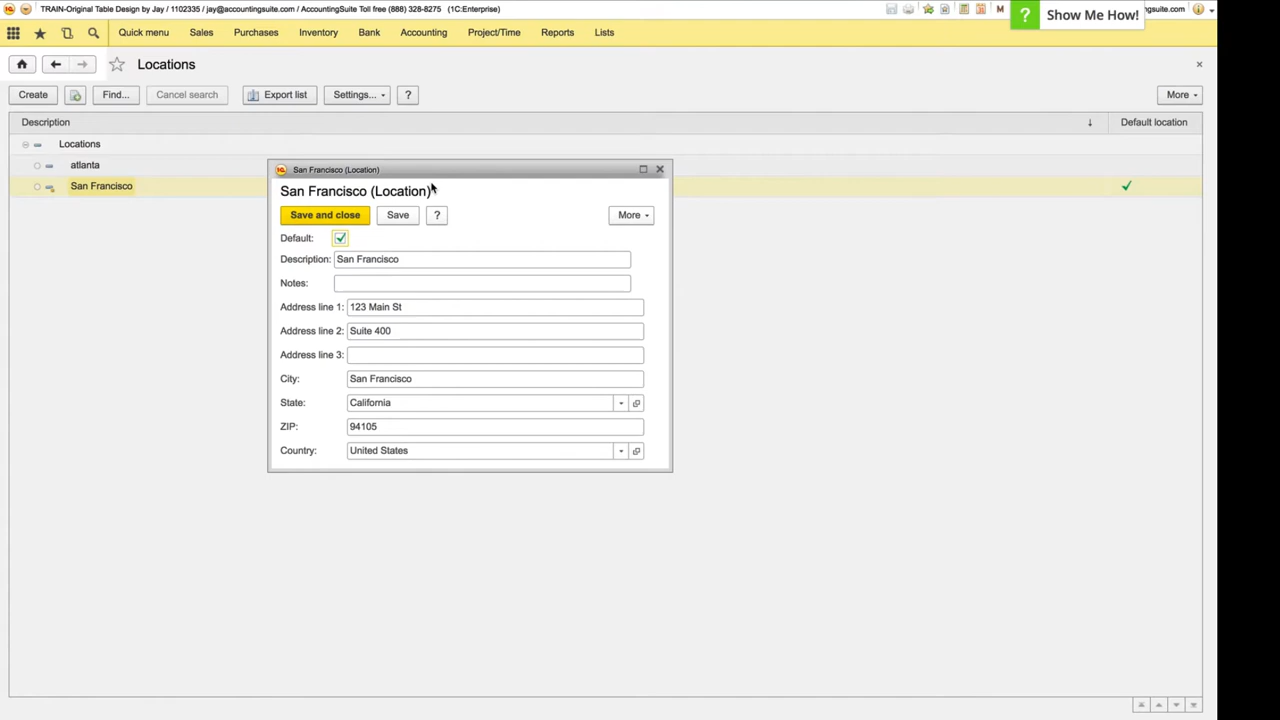 TRAIN-Original Table Design by Jay / 1102335 / jay@accountingsuite.com / AccountingSuite Toll free (888) 328-8275 (1C:Enterprise)
M
? Show Me How!
gsuite.com
Quick menu Sales Purchases Inventory Bank Accounting Project/Time Reports Lists
Locations
Create Find... Cancel search Export list Settings... ? More
Description Default location
Locations
atlanta
San Francisco
San Francisco (Location)
San Francisco (Location)
Save and close Save ? More
Default:
Description: San Francisco
Notes:
Address line 1: 123 Main St
Address line 2: Suite 400
Address line 3:
City: San Francisco
State: California
ZIP: 94105
Country: United States